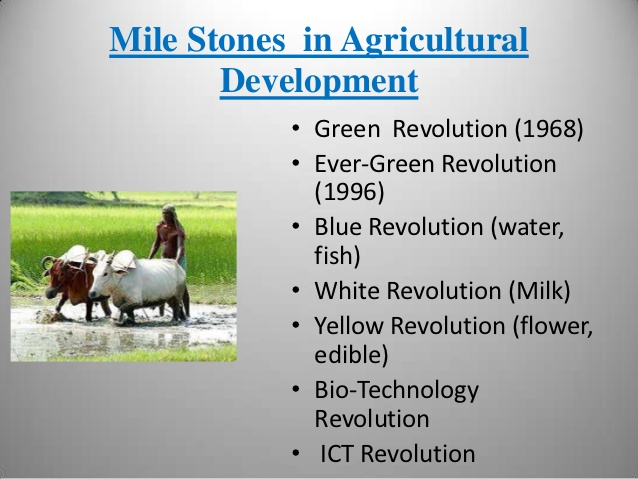 Mile Stones in Agricultural
Development
• Green Revolution (1968)
• Ever-Green Revolution
(1996)
• Blue Revolution (water,
fish)
• White Revolution (Milk)
• Yellow Revolution (flower,
edible)
• Bio-Technology
Revolution
• ICT Revolution